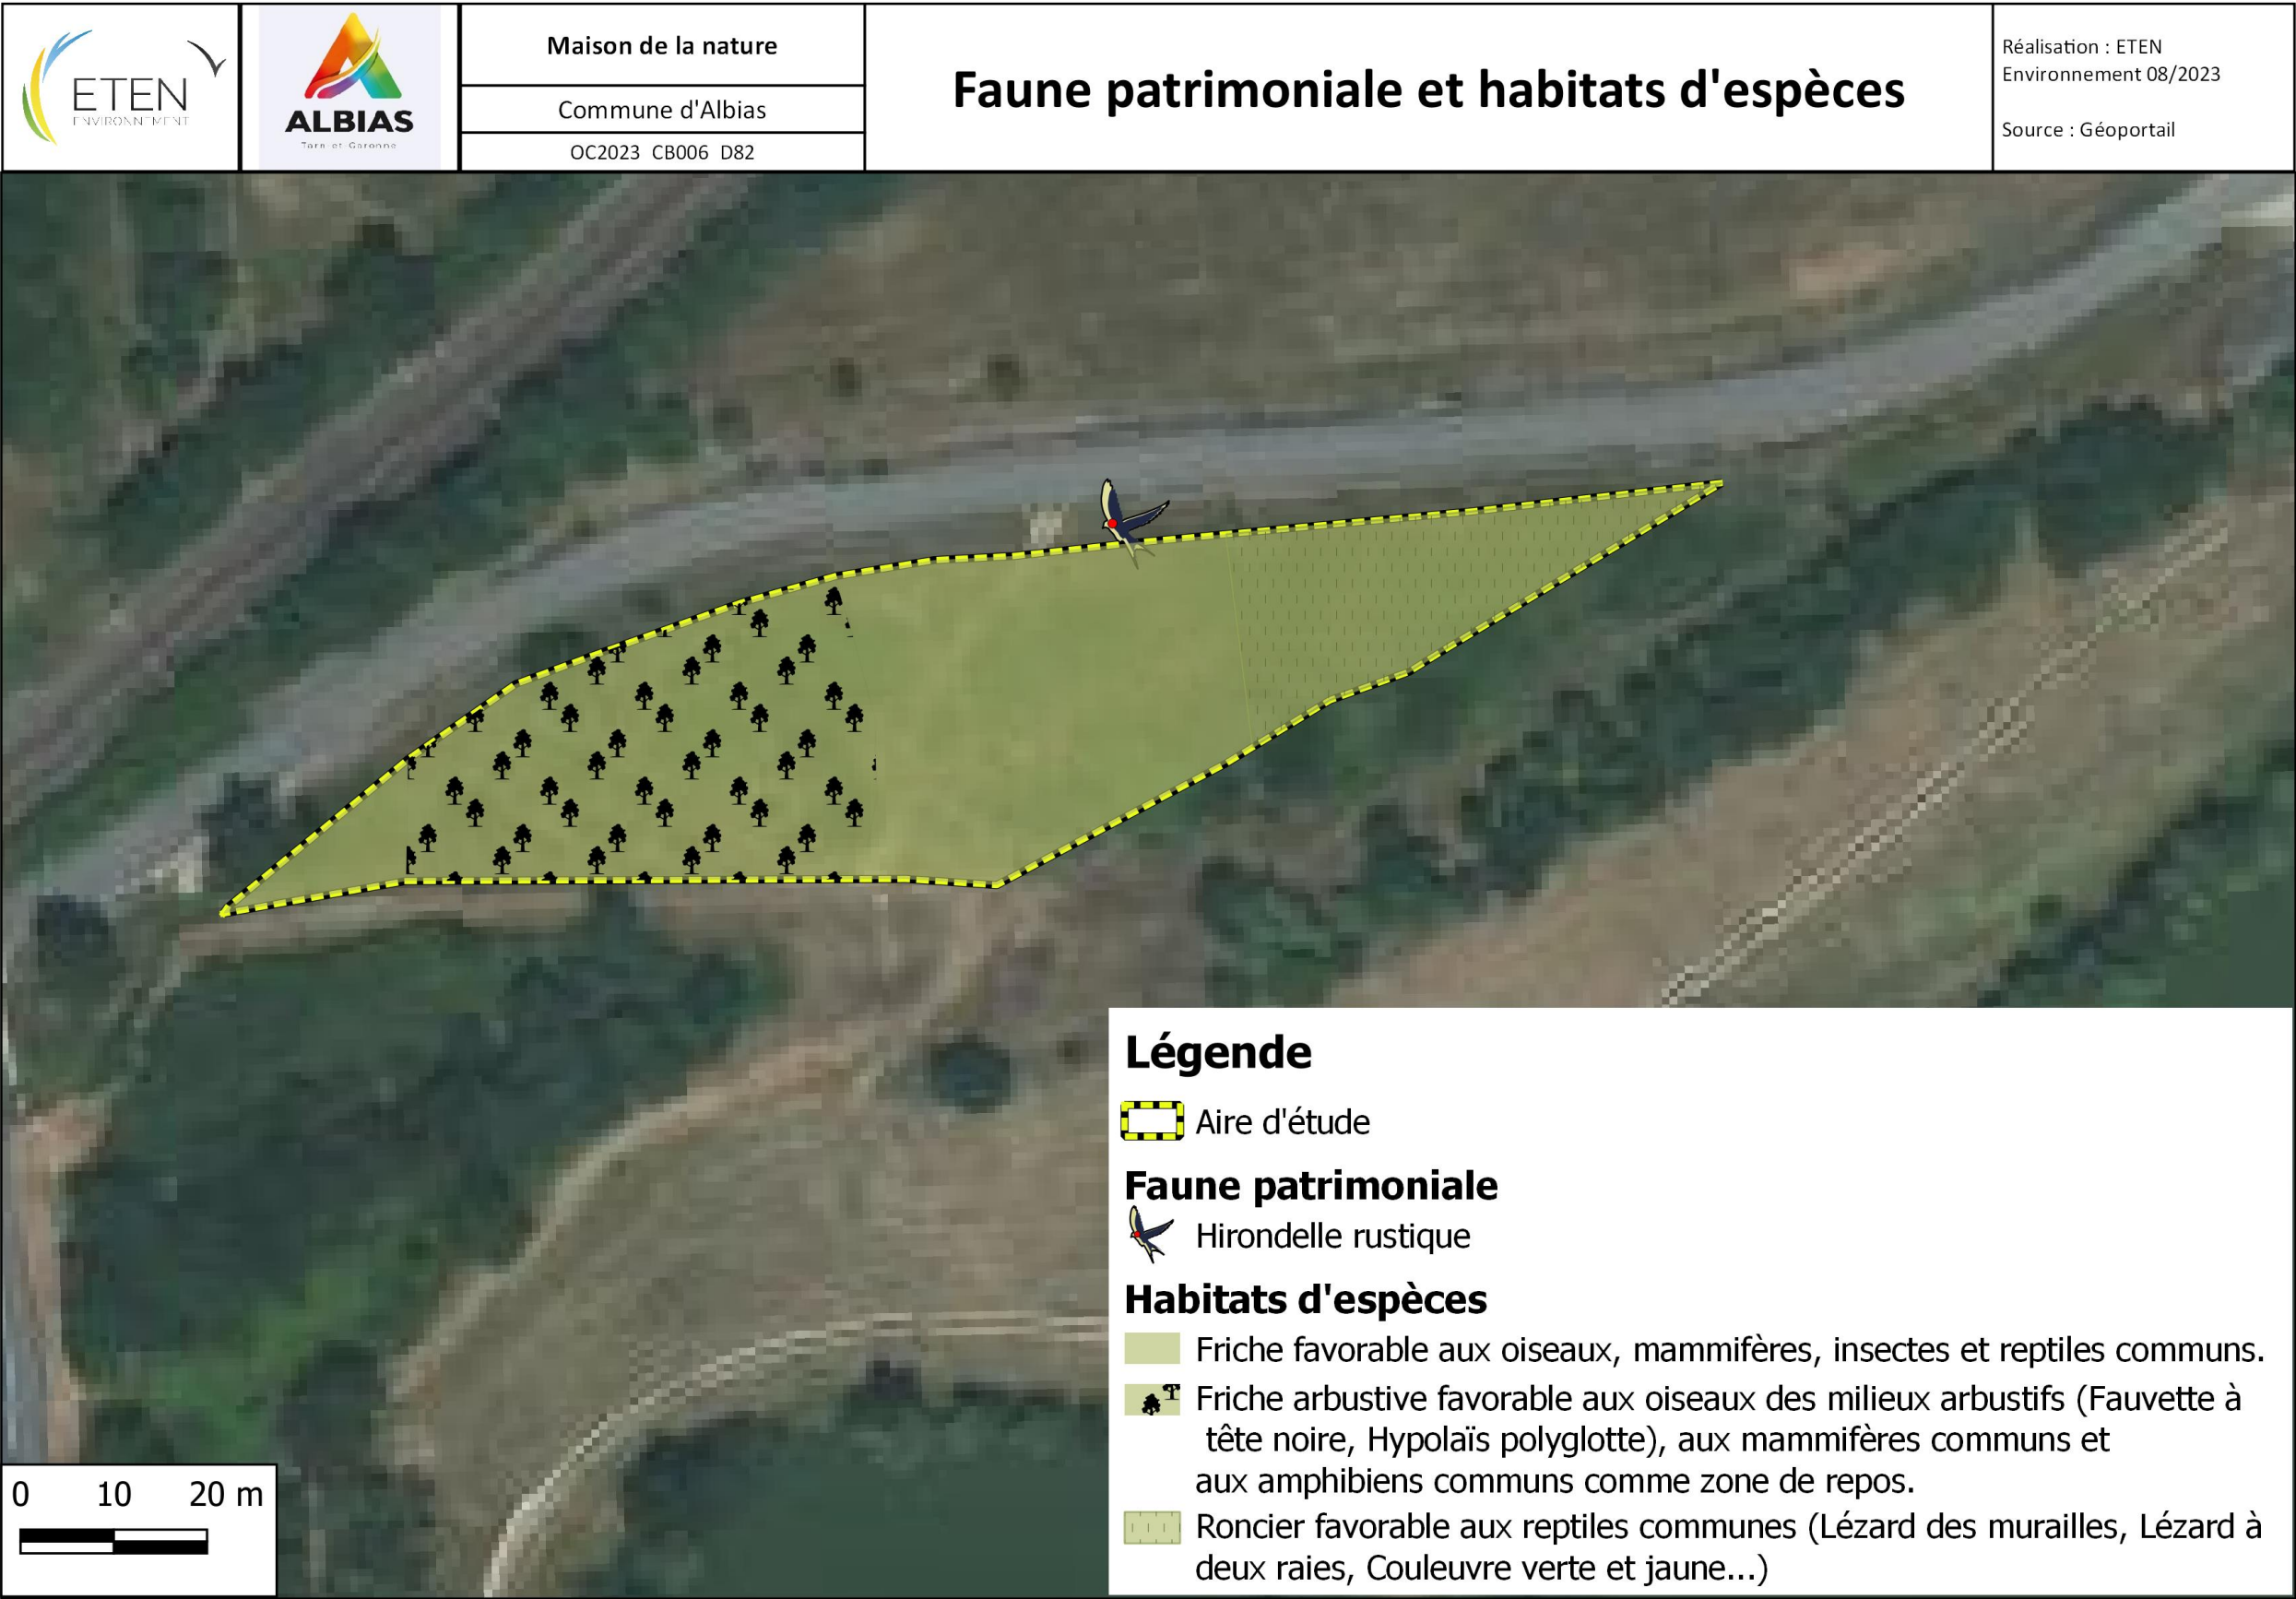 ETEN
ENVIRONNEMENT
ALBIAS
Tarn et Garonne
Maison de la nature
Commune d'Albias
OC2023 CB006 D82
Faune patrimoniale et habitats d'espèces
Réalisation : ETEN
Environnement 08/2023
Source : Géoportail
Légende
Aire d'étude
Faune patrimoniale
Hirondelle rustique
Habitats d'espèces
Friche favorable aux oiseaux, mammifères, insectes et reptiles communs.
Friche arbustive favorable aux oiseaux des milieux arbustifs (Fauvette à
tête noire, Hypolaïs polyglotte), aux mammifères communs et
aux amphibiens communs comme zone de repos.
Roncier favorable aux reptiles communes (Lézard des murailles, Lézard à
deux raies, Couleuvre verte et jaune...)
0 10 20 m